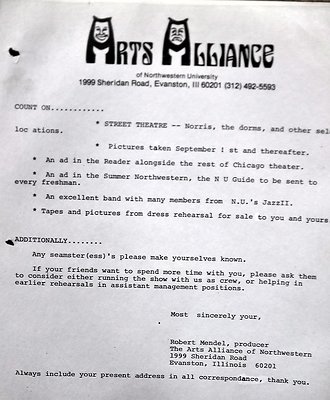 ARTS ALLIANCE
of Northwestern University
1999 Sheridan Road, Evanston, Ill 60201 (312) 492-5593
COUNT ON............
* STREET THEATRE -- Norris, the dorms, and other sel
loc ations.
* Pictures taken September 1 st and thereafter.
* An ad in the Reader alongside the rest of Chicago theater.
* An ad in the Summer Northwestern, the N U Guide to be sent to
every freshman.
* An excellent band with many members from N.U.'s JazzII.
* Tapes and pictures from dress rehearsal for sale to you and yours
ADDITIONALLY........
Any seamster(ess)'s please make yourselves known.
If your friends want to spend more time with you, please ask them
to consider either running the show with us as crew, or helping in
earlier rehearsals in assistant management positions.
Most sincerely your,
Robert Mendel, producer
The Arts Alliance of Northwestern
1999 Sheridan Road
Evanston, Illinois 60201
Always include your present address in all correspondance, thank you.